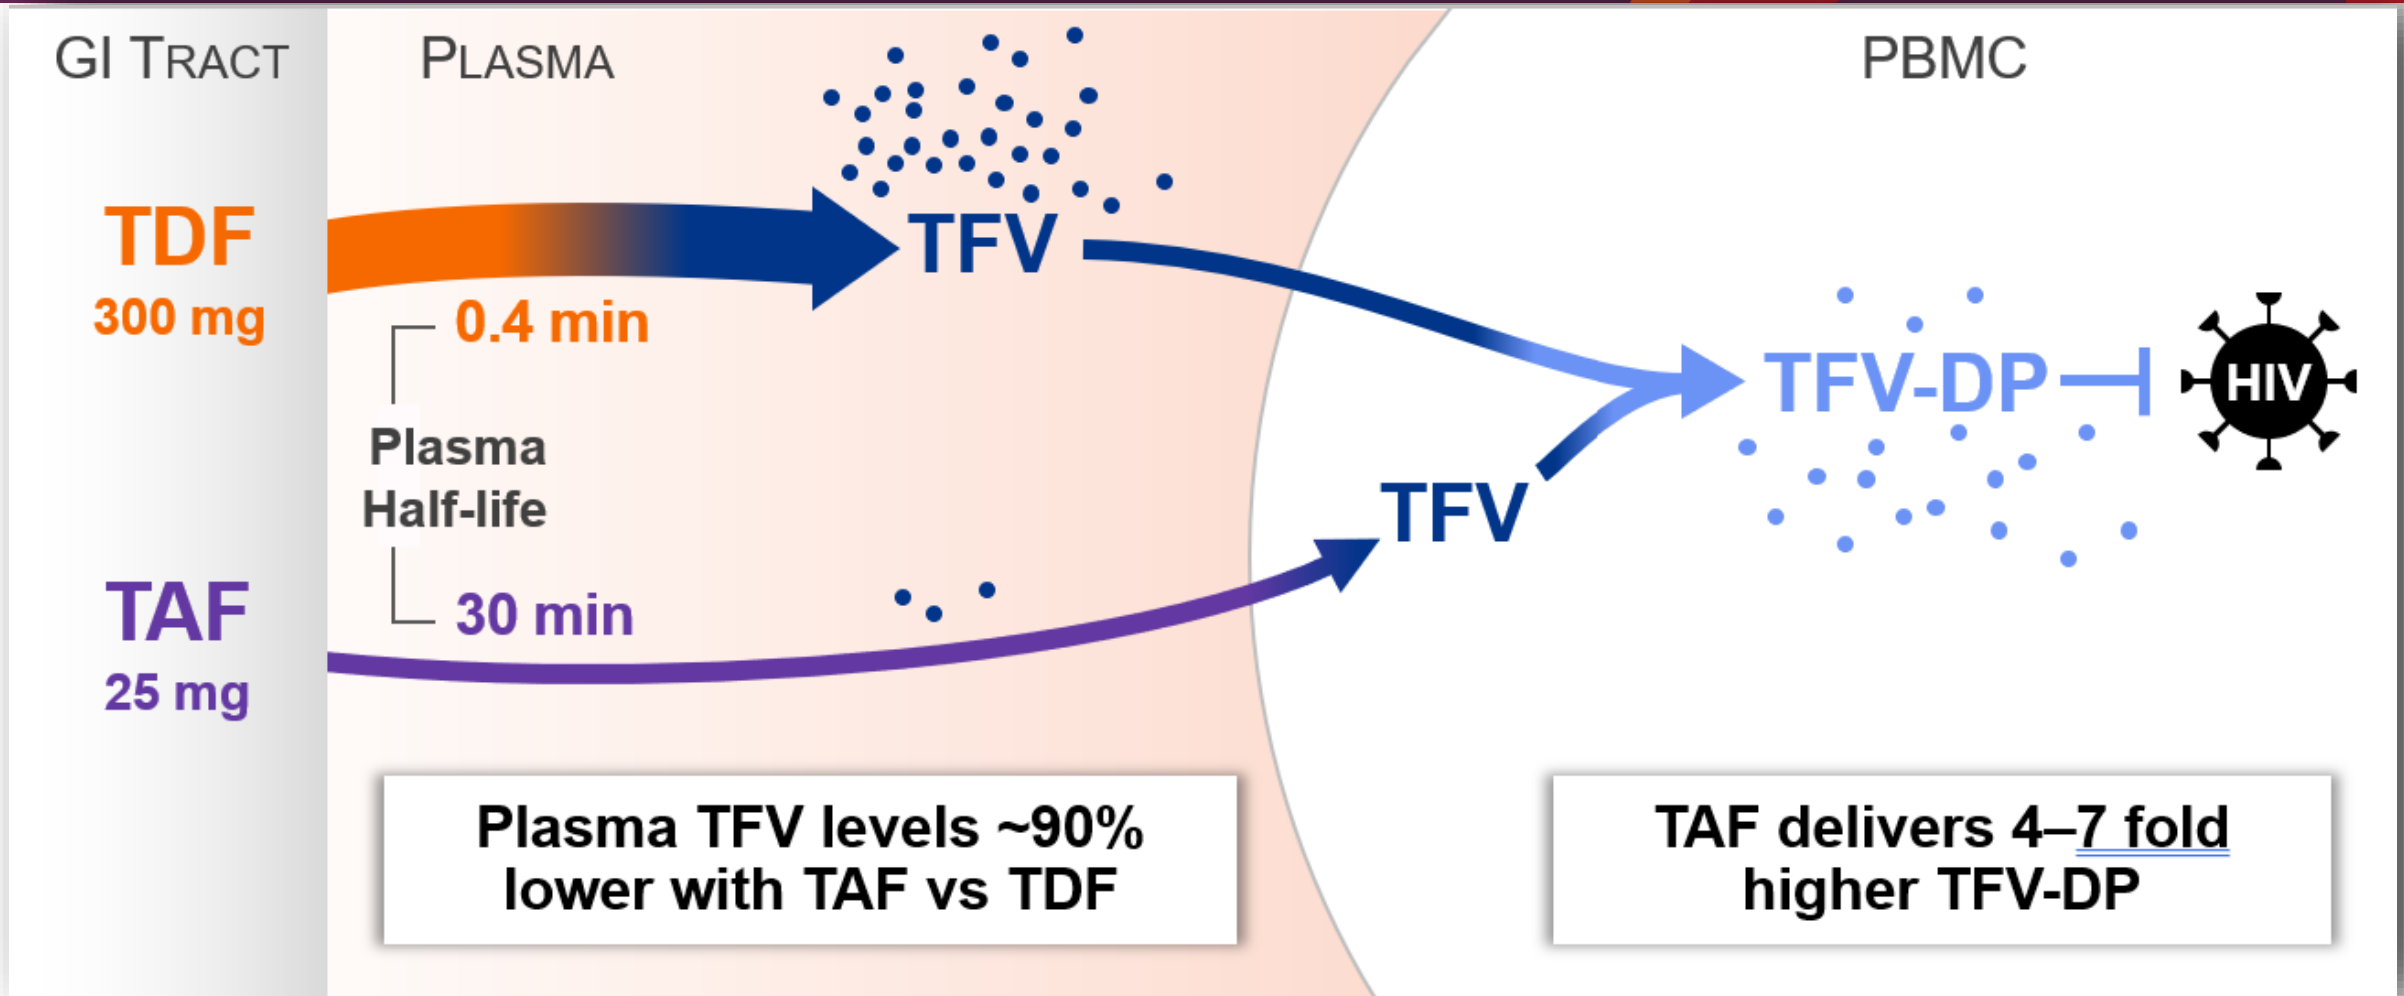 GI TRACT
PLASMA
PBMC
TDF
300 mg
TFV
0.4 min
Plasma
Half-life
30 min
TAF
25 mg
TFV
TFV-DP
HIV
Plasma TFV levels ~90%
lower with TAF vs TDF
TAF delivers 4–7 fold
higher TFV-DP